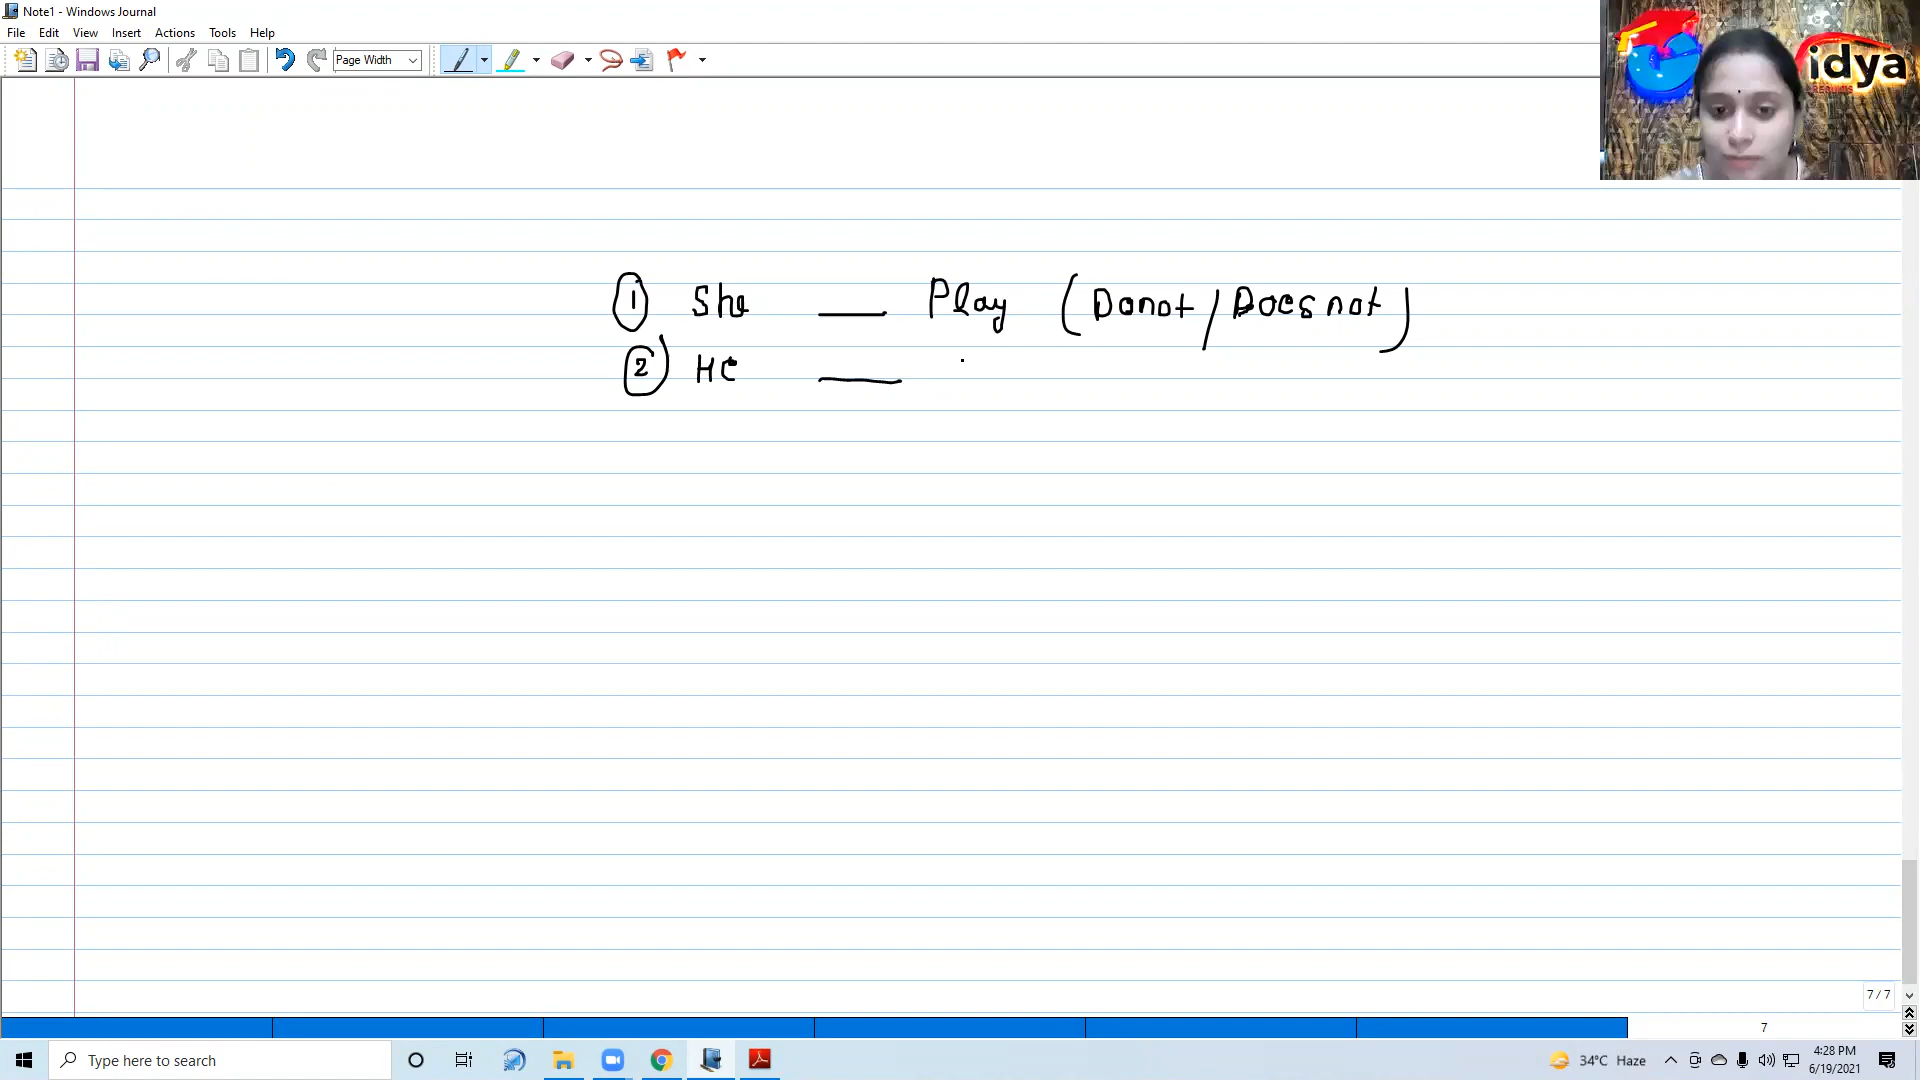 Note1 - Windows Journal
File Edit View Insert Actions Tools Help
Page Width
idya
① She ___ Play (Donot/Does not)
② He ___
7 / 7
7
Type here to search
34°C Haze
4:28 PM
6/19/2021